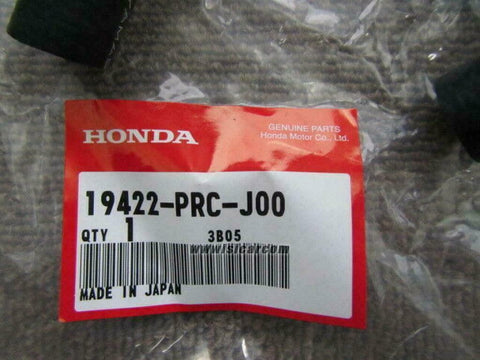 HONDA
GENUINE PARTS
Honda Motor Co., Ltd.
19422-PRC-J00
QTY 1 3B05
MADE IN JAPAN